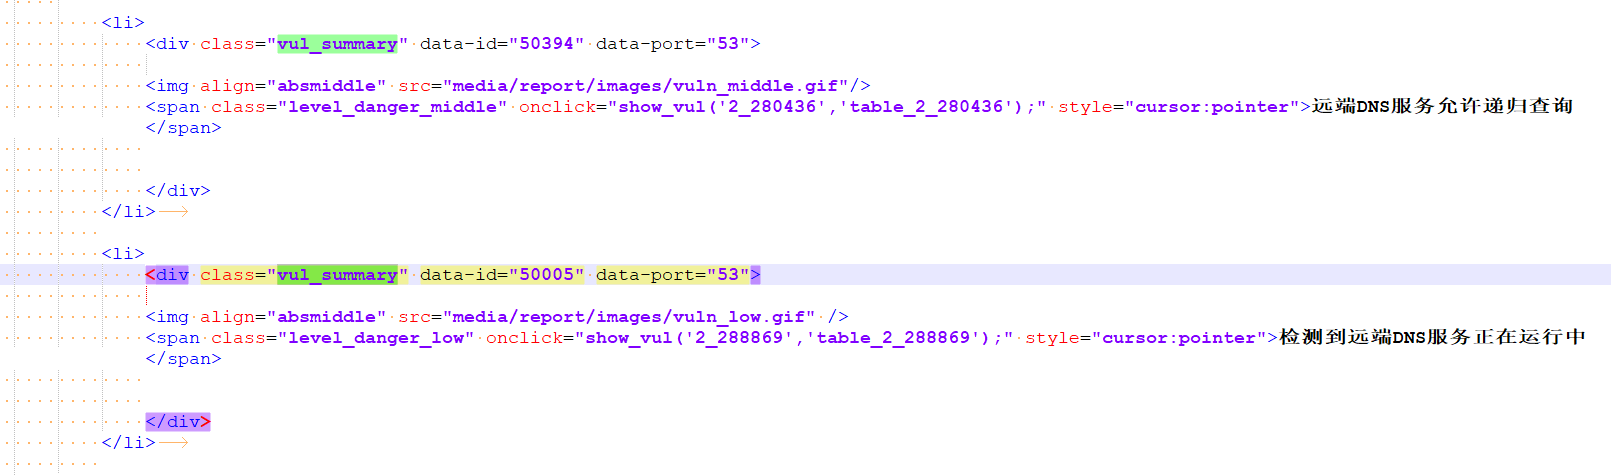 <li>
<div class="vul_summary" data-id="50394" data-port="53">
<img align="absmiddle" src="media/report/images/vuln_middle.gif"/>
<span class="level_danger_middle" onclick="show_vul('2_280436','table_2_280436');" style="cursor:pointer">远端DNS服务允许递归查询
</span>
</div>
</li>
<li>
<div class="vul_summary" data-id="50005" data-port="53">
<img align="absmiddle" src="media/report/images/vuln_low.gif" />
<span class="level_danger_low" onclick="show_vul('2_288869','table_2_288869');" style="cursor:pointer">检测到远端DNS服务正在运行中
</span>
</div>
</li>